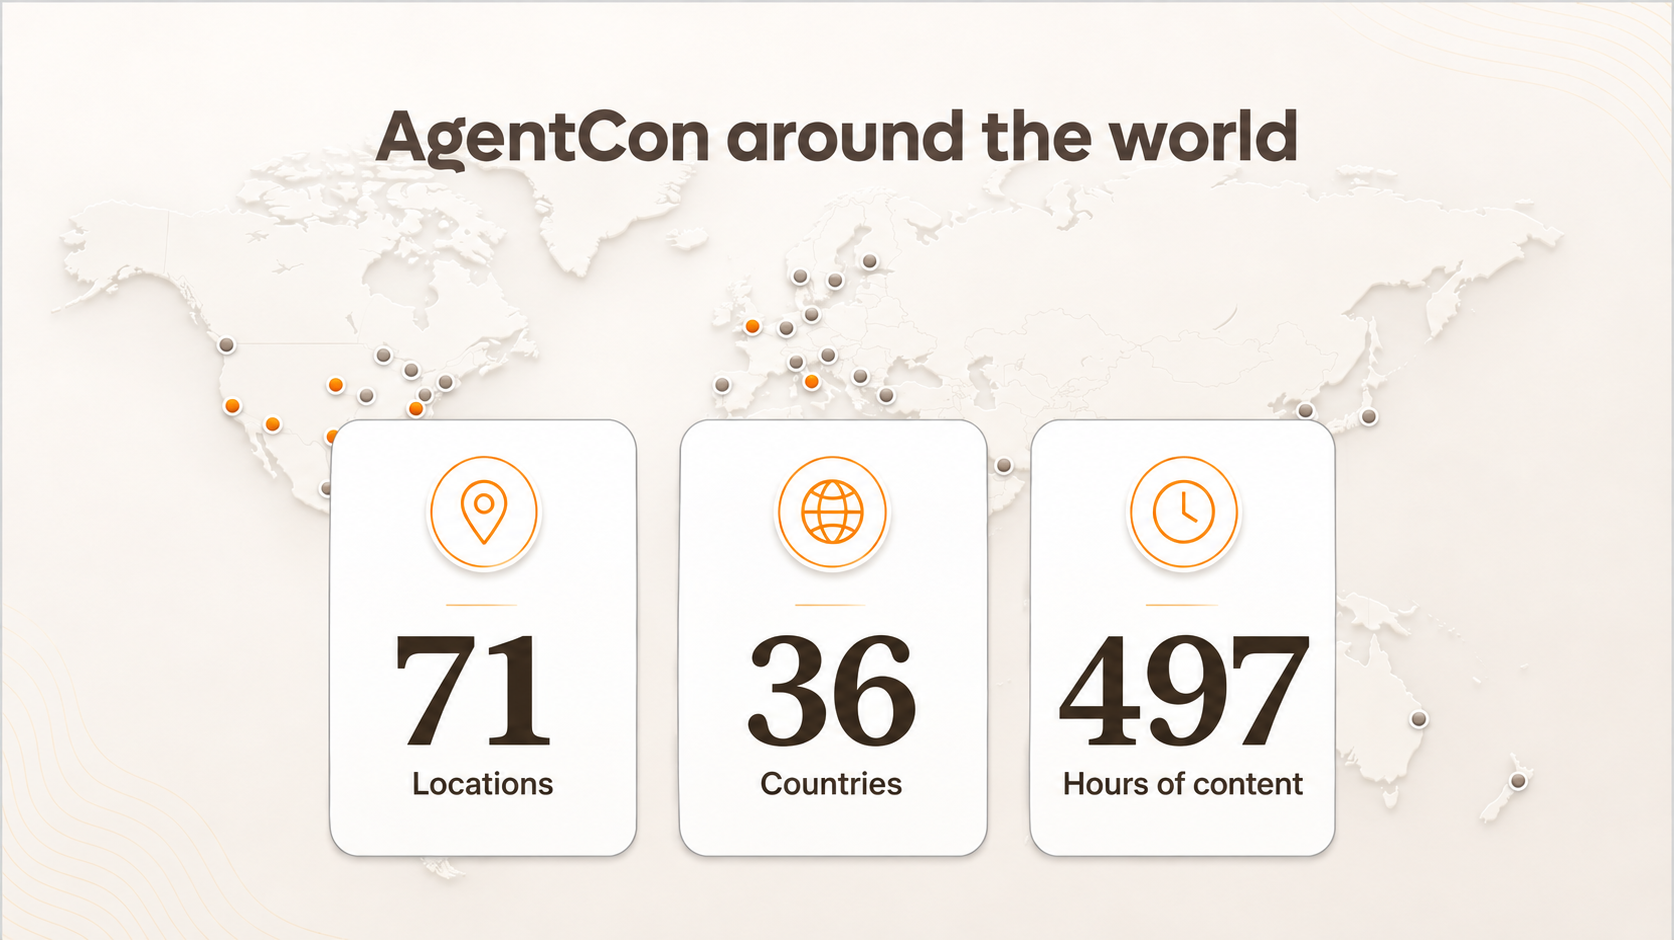 AgentCon around the world
71
Locations
36
Countries
497
Hours of content